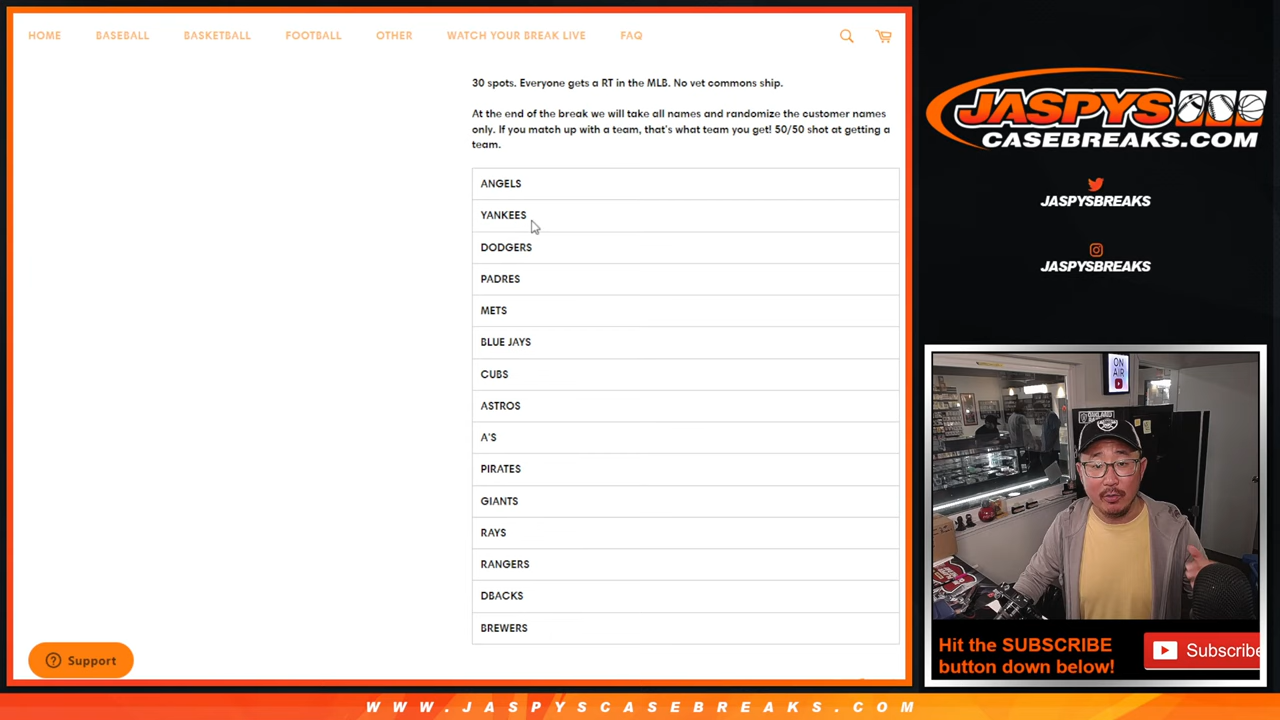 HOME BASEBALL BASKETBALL FOOTBALL OTHER WATCH YOUR BREAK LIVE FAQ
30 spots. Everyone gets a RT in the MLB. No vet commons ship.
At the end of the break we will take all names and randomize the customer names
only. If you match up with a team, that's what team you get! 50/50 shot at getting a
team.
ANGELS
YANKEES
DODGERS
PADRES
METS
BLUE JAYS
CUBS
ASTROS
A'S
PIRATES
GIANTS
RAYS
RANGERS
DBACKS
BREWERS
Support
JASPYS
CASEBREAKS.COM
JASPYSBREAKS
JASPYSBREAKS
ON
AIR
Hit the SUBSCRIBE
button down below!
Subscribe
WWW.JASPYSCASEBREAKS.COM